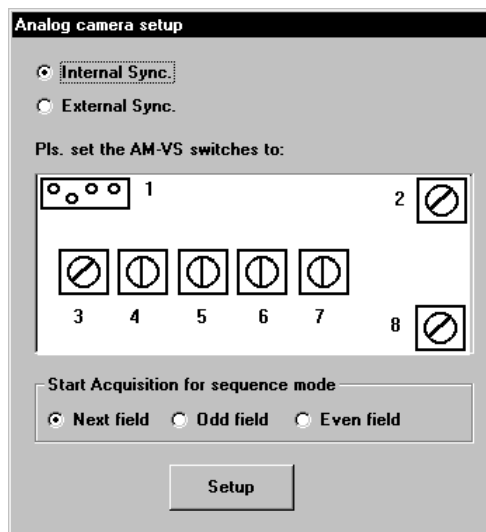 Analog camera setup
Internal Sync.
External Sync.
Pls. set the AM-VS switches to:
1
2
3 4 5 6 7
8
Start Acquisition for sequence mode
Next field Odd field Even field
Setup